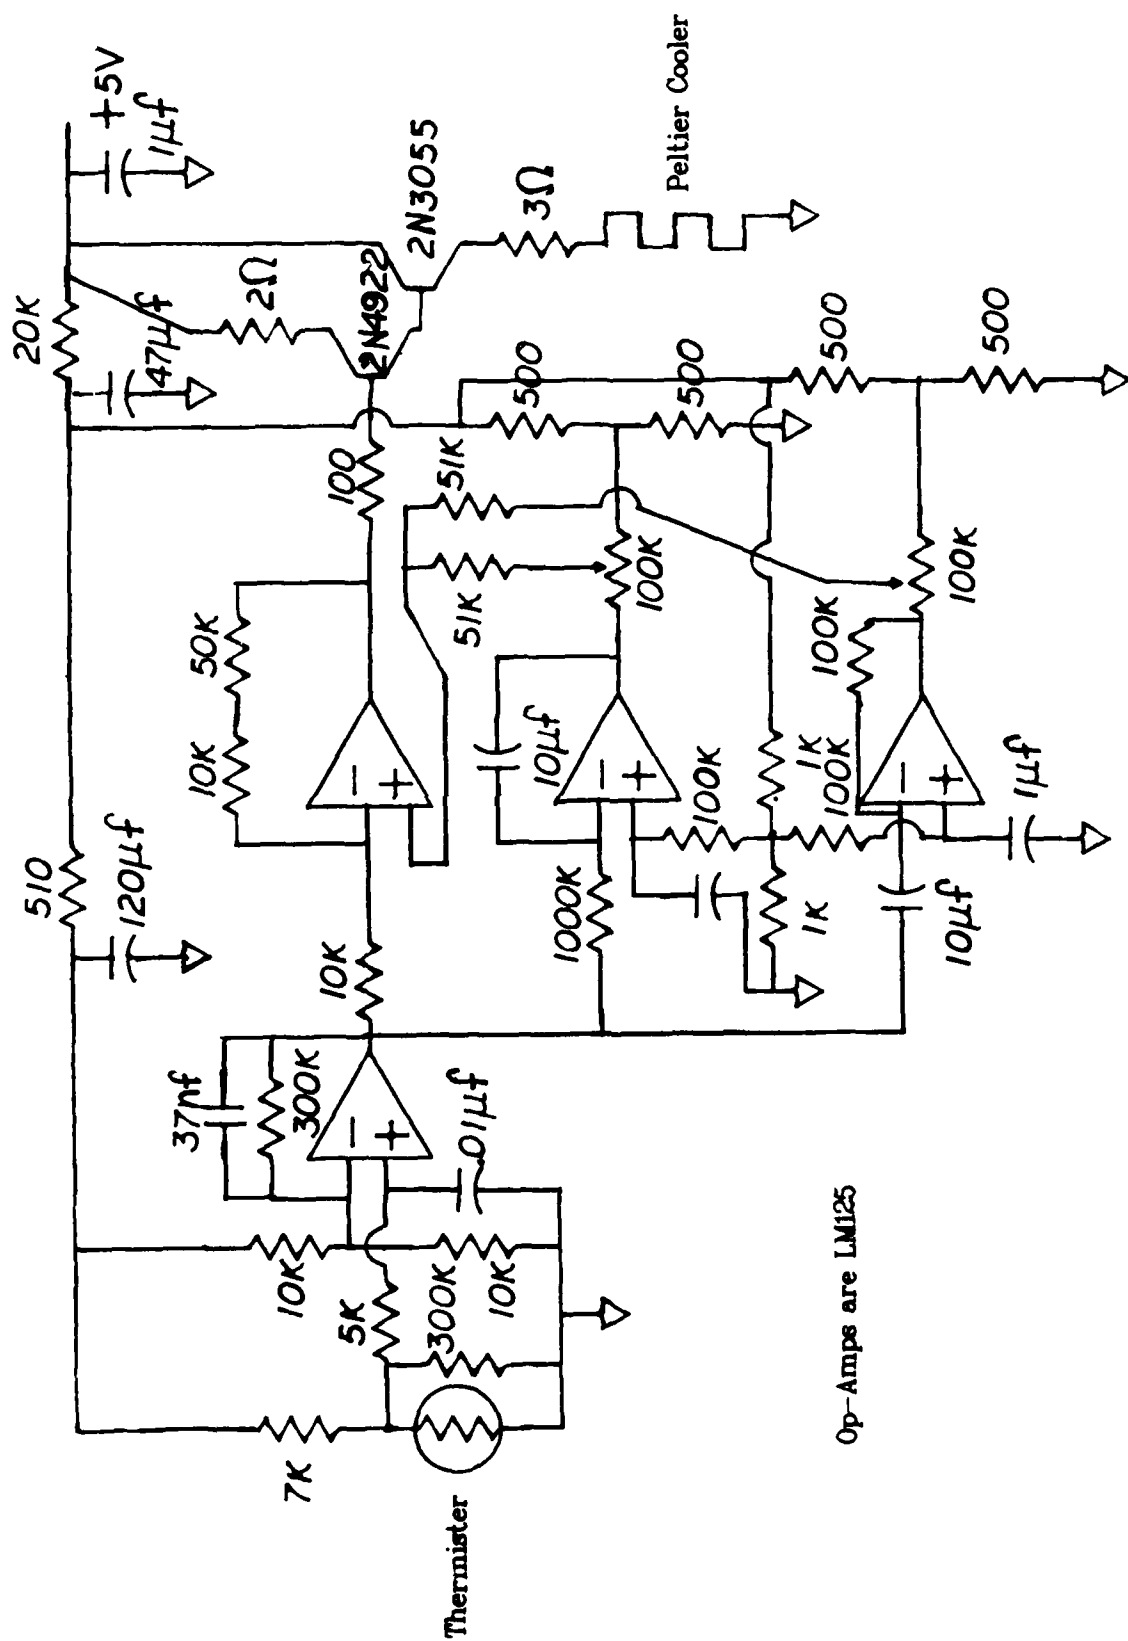 20K
+5V
1µf
47µf
2Ω
2N4922
2N3055
3Ω
Peltier Cooler
510
120µf
10K
50K
100
51K
51K
500
500
500
500
37nf
300K
10K
-
+
-
+
10µf
-
+
1000K
100K
100K
1K
1K
100K
100K
100K
-
+
10µf
1µf
.01µf
7K
10K
5K
300K
10K
Thermister
Op-Amps are LM125